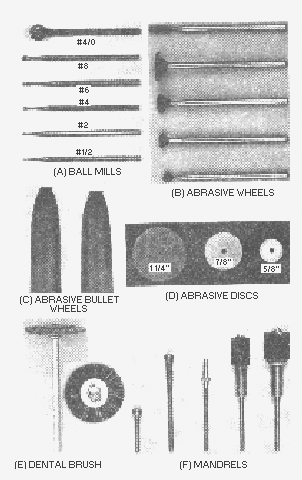 #4/0
#8
#6
#4
#2
#1/2
(A) BALL MILLS
(B) ABRASIVE WHEELS
(C) ABRASIVE BULLET
WHEELS
1 1/4"
7/8"
5/8"
(D) ABRASIVE DISCS
(E) DENTAL BRUSH
(F) MANDRELS